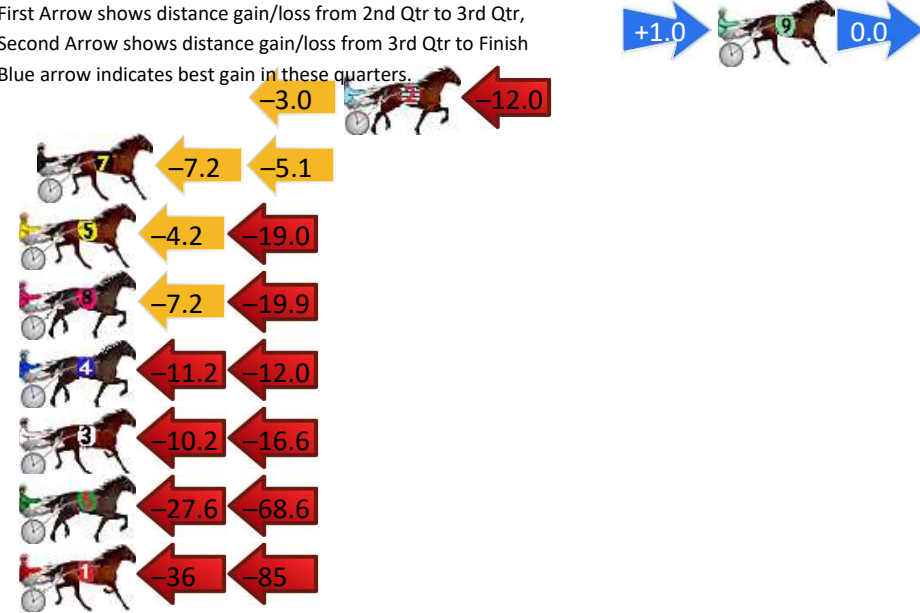 First Arrow shows distance gain/loss from 2nd Qtr to 3rd Qtr,
Second Arrow shows distance gain/loss from 3rd Qtr to Finish
Blue arrow indicates best gain in these quarters.
+1.0 9 0.0
–3.0 2 –12.0
7 –7.2 –5.1
5 –4.2 –19.0
8 –7.2 –19.9
4 –11.2 –12.0
3 –10.2 –16.6
6 –27.6 –68.6
1 –36 –85